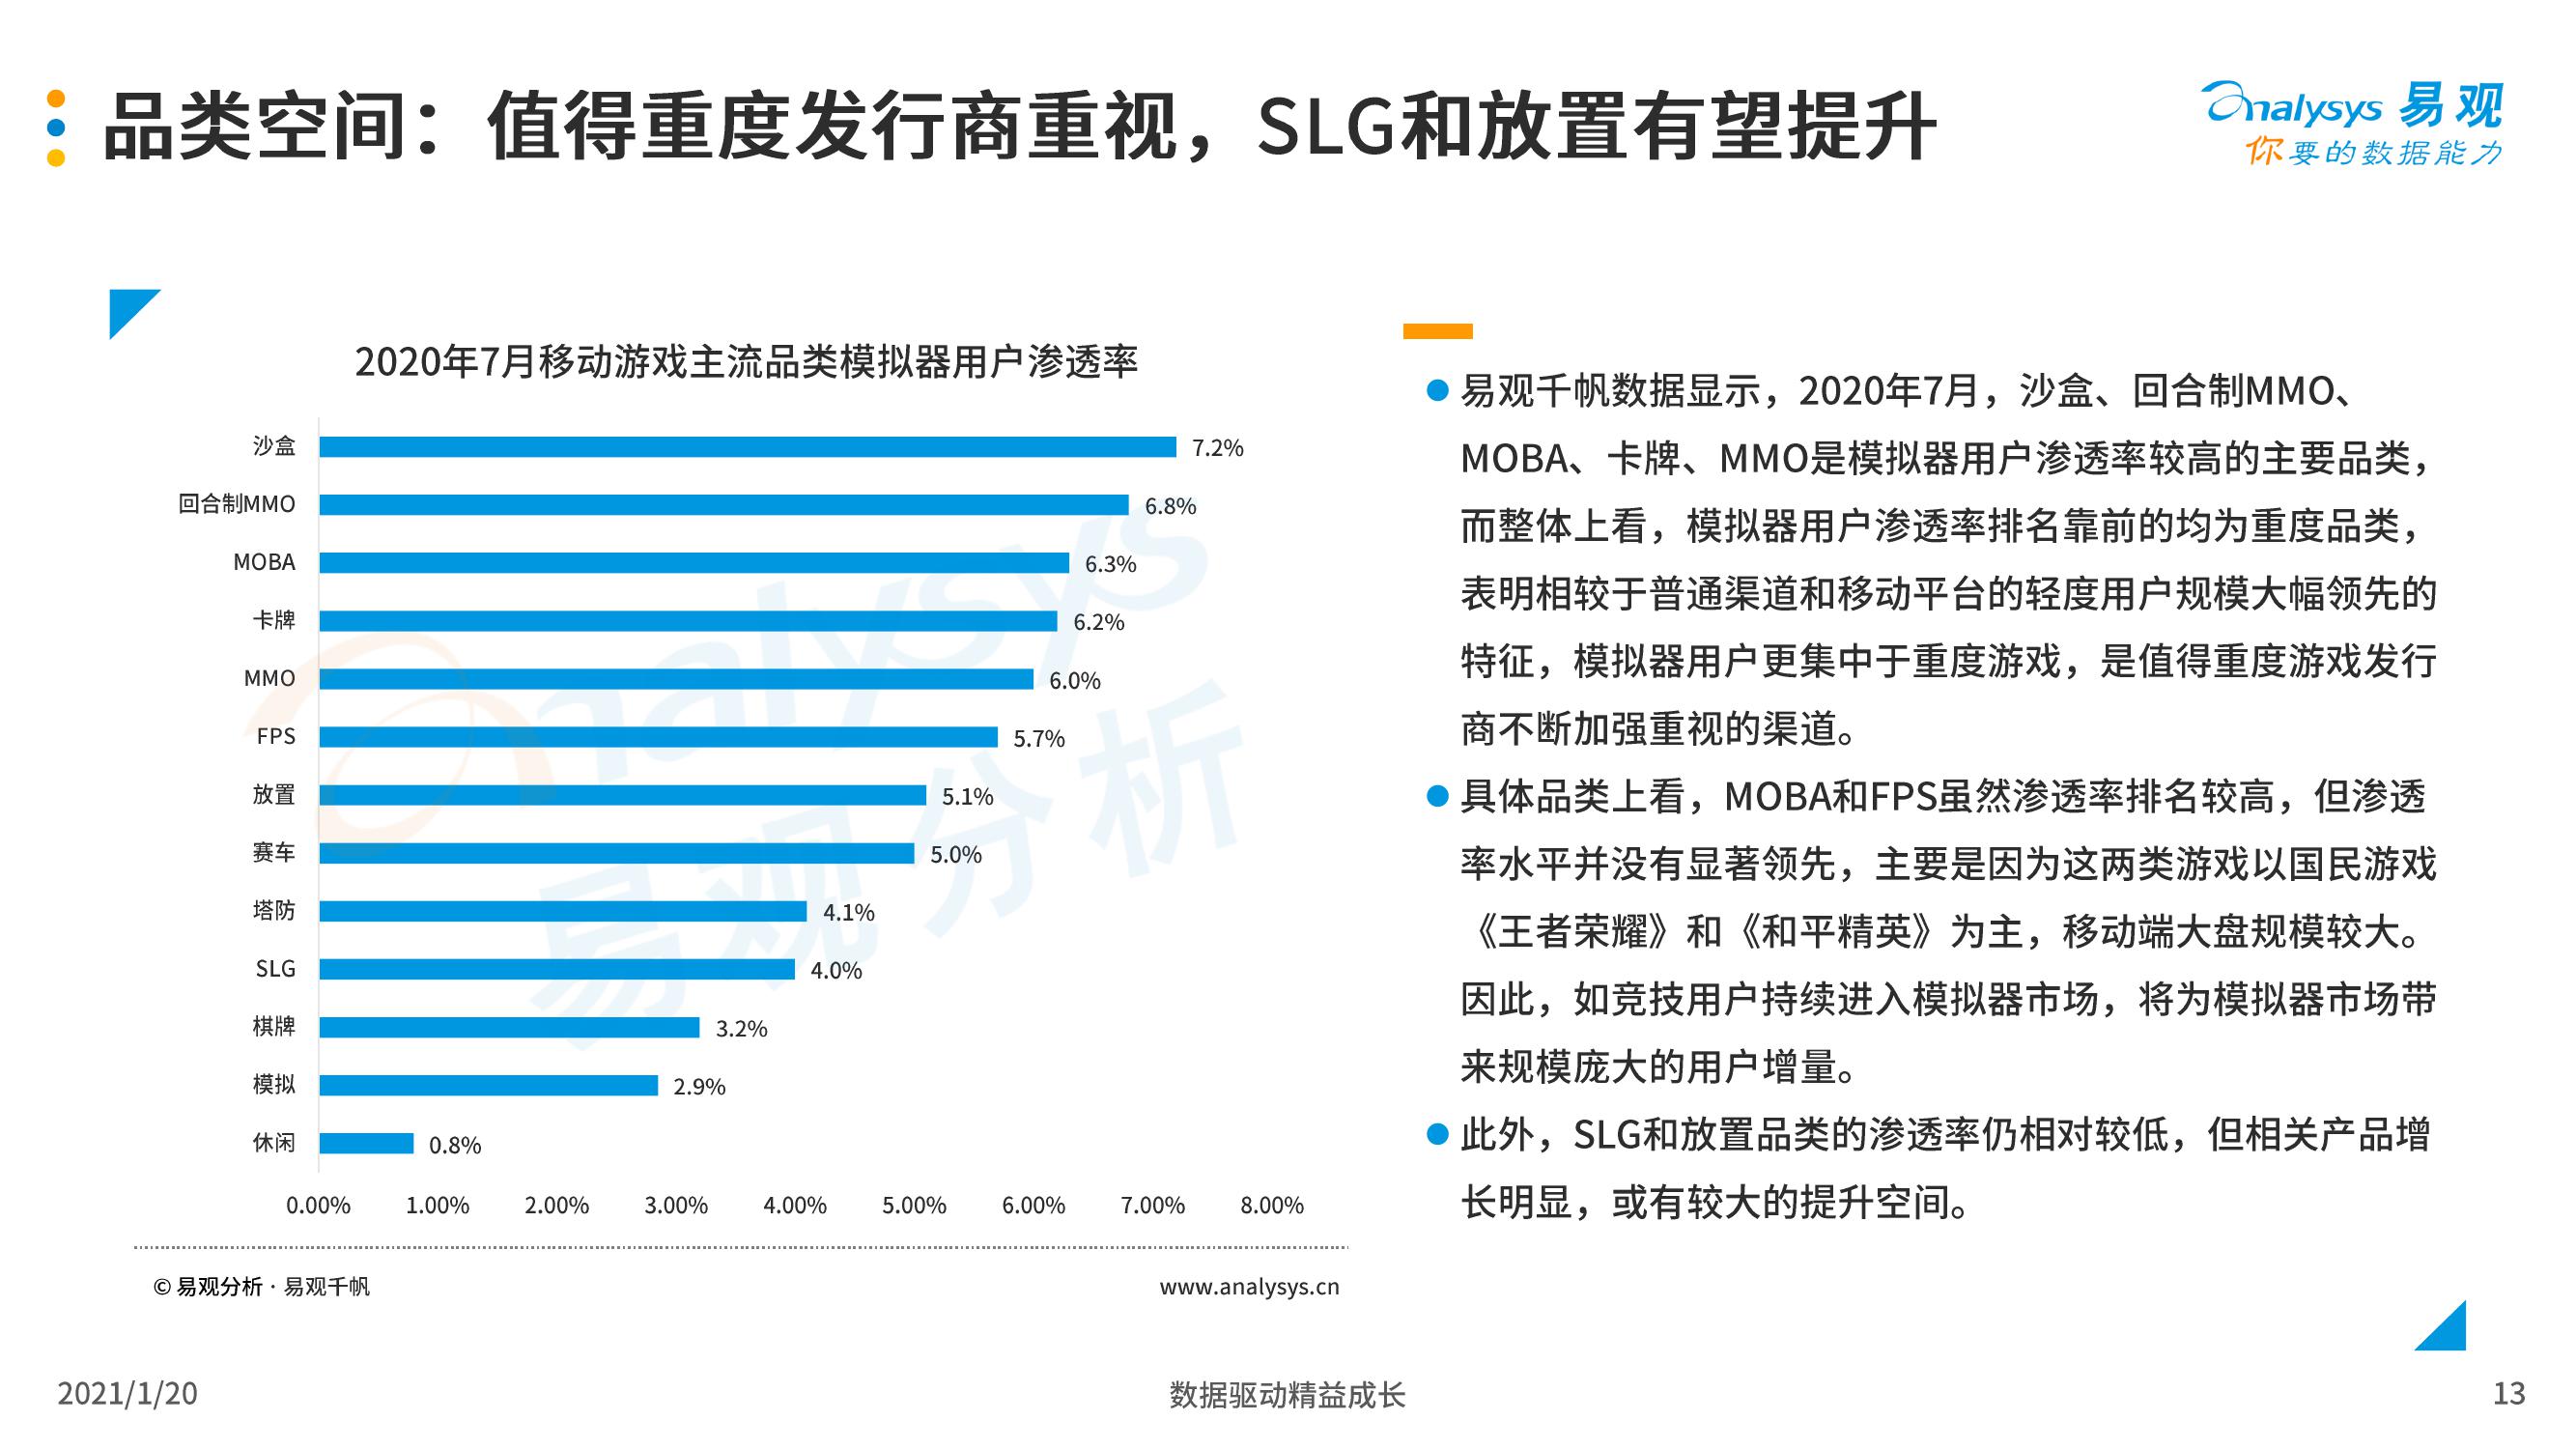 品类空间：值得重度发行商重视，SLG和放置有望提升
analysys 易观
你要的数据能力
2020年7月移动游戏主流品类模拟器用户渗透率
沙盒 7.2%
回合制MMO 6.8%
MOBA 6.3%
卡牌 6.2%
MMO 6.0%
FPS 5.7%
放置 5.1%
赛车 5.0%
塔防 4.1%
SLG 4.0%
棋牌 3.2%
模拟 2.9%
休闲 0.8%
0.00% 1.00% 2.00% 3.00% 4.00% 5.00% 6.00% 7.00% 8.00%
analysys
易观分析
© 易观分析 · 易观千帆 www.analysys.cn
易观千帆数据显示，2020年7月，沙盒、回合制MMO、
MOBA、卡牌、MMO是模拟器用户渗透率较高的主要品类，
而整体上看，模拟器用户渗透率排名靠前的均为重度品类，
表明相较于普通渠道和移动平台的轻度用户规模大幅领先的
特征，模拟器用户更集中于重度游戏，是值得重度游戏发行
商不断加强重视的渠道。
具体品类上看，MOBA和FPS虽然渗透率排名较高，但渗透
率水平并没有显著领先，主要是因为这两类游戏以国民游戏
《王者荣耀》和《和平精英》为主，移动端大盘规模较大。
因此，如竞技用户持续进入模拟器市场，将为模拟器市场带
来规模庞大的用户增量。
此外，SLG和放置品类的渗透率仍相对较低，但相关产品增
长明显，或有较大的提升空间。
2021/1/20 数据驱动精益成长 13